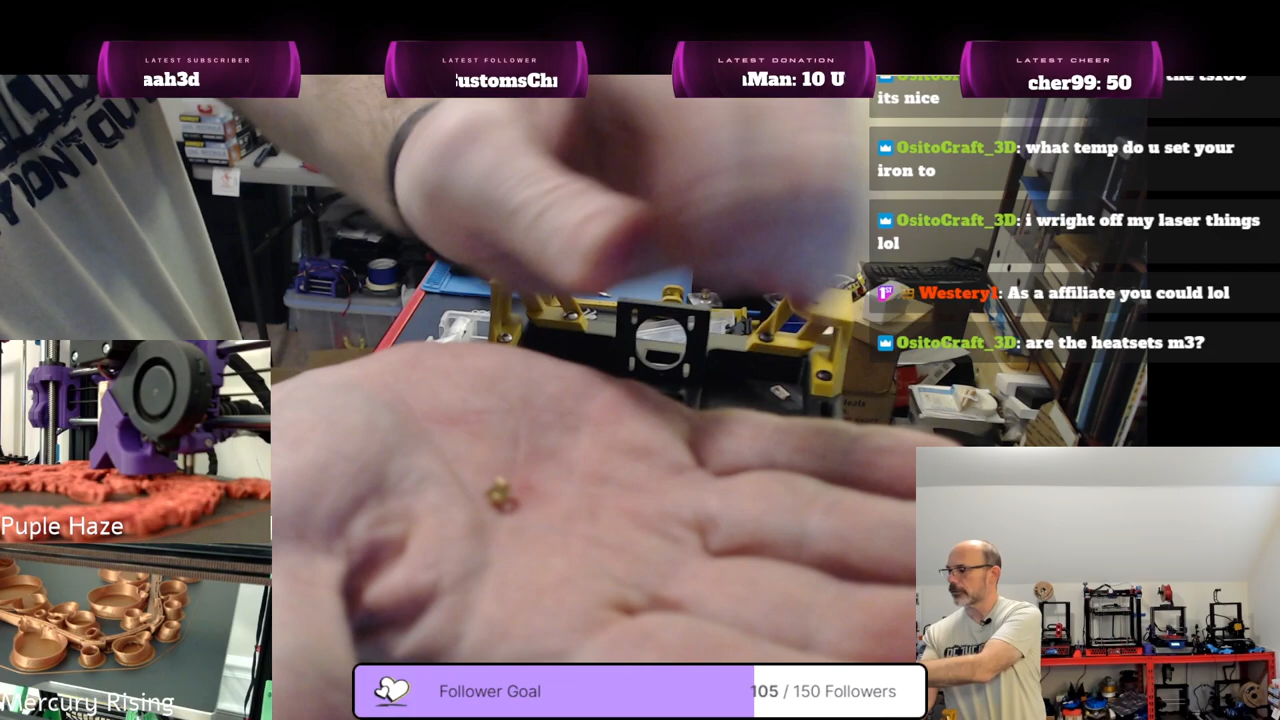 LATEST SUBSCRIBER
aah3d
LATEST FOLLOWER
ustomsCh
LATEST DONATION
Man: 10 U
LATEST CHEER
cher99: 50
its nice
OsitoCraft_3D: what temp do u set your
iron to
OsitoCraft_3D: i wright off my laser things
lol
Westery1: As a affiliate you could lol
OsitoCraft_3D: are the heatsets m3?
Puple Haze
Mercury Rising
Follower Goal
105 / 150 Followers